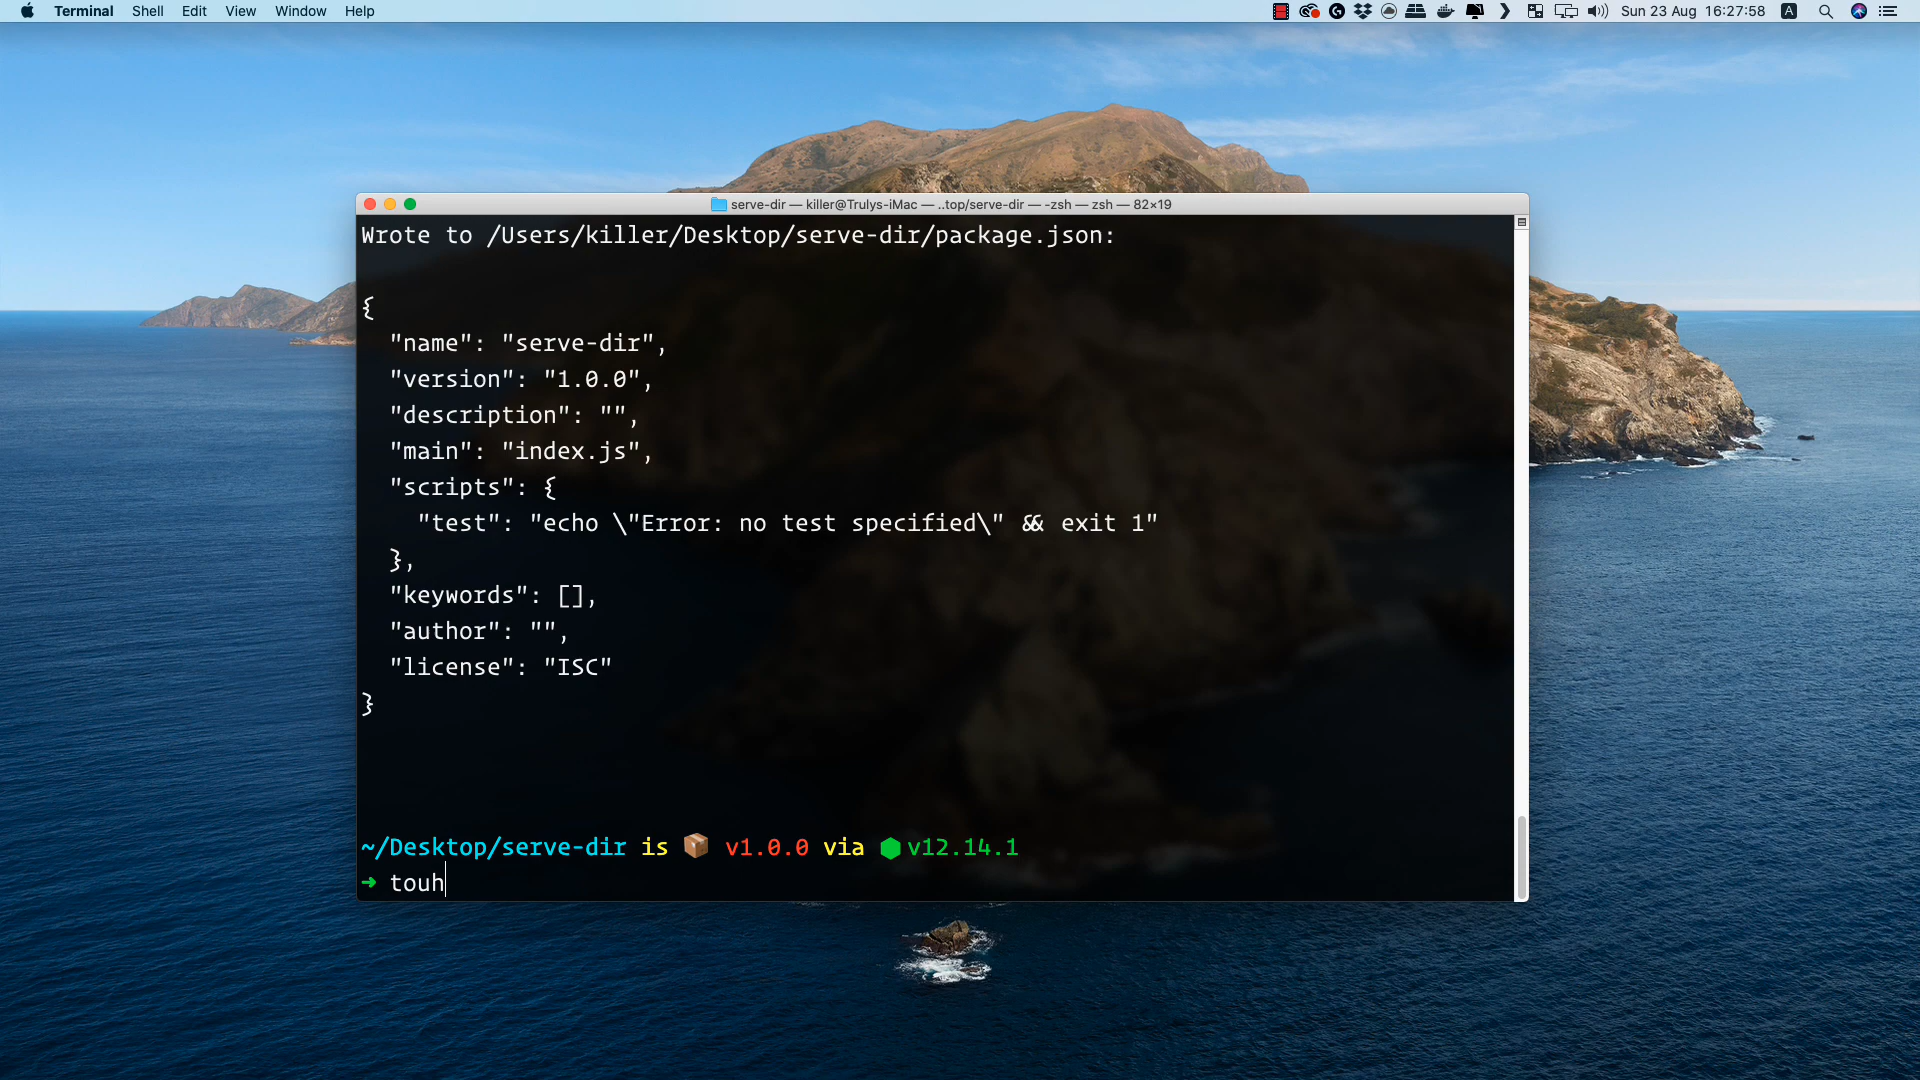 Terminal Shell Edit View Window Help Sun 23 Aug 16:27:58 A
serve-dir — killer@Trulys-iMac — ..top/serve-dir — -zsh — zsh — 82×19
Wrote to /Users/killer/Desktop/serve-dir/package.json:
{
"name": "serve-dir",
"version": "1.0.0",
"description": "",
"main": "index.js",
"scripts": {
"test": "echo \"Error: no test specified\" && exit 1"
},
"keywords": [],
"author": "",
"license": "ISC"
}
~/Desktop/serve-dir is 📦 v1.0.0 via ⬢ v12.14.1
➜ touh